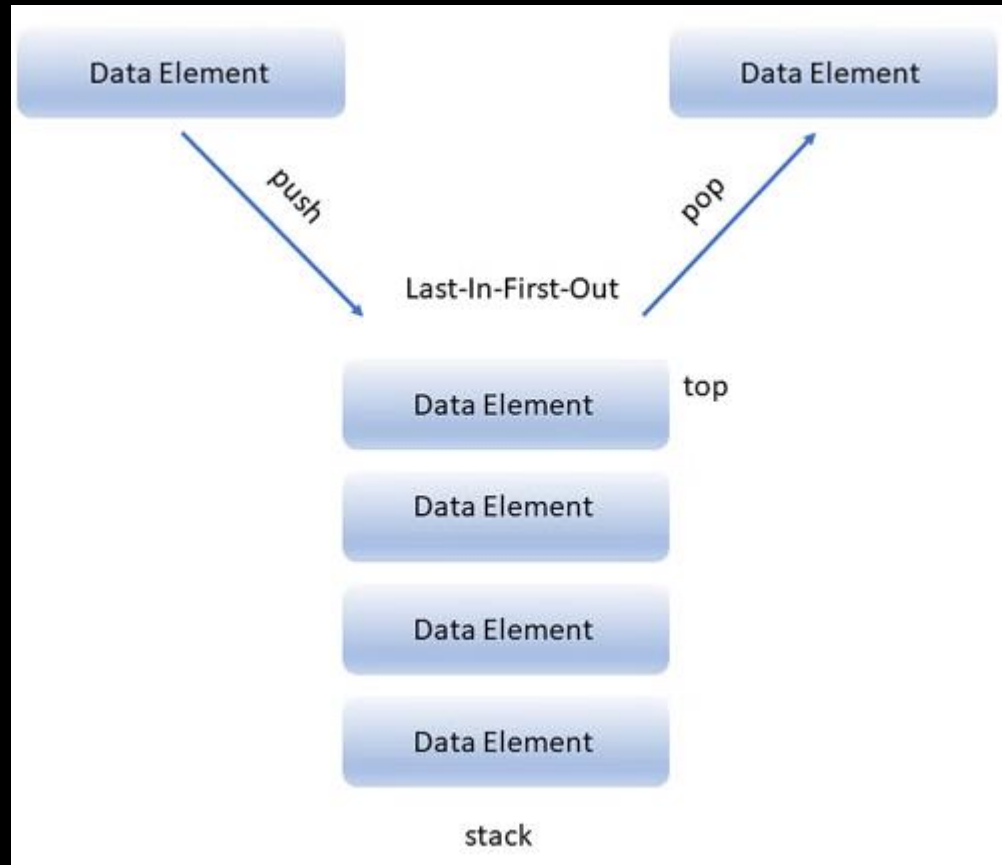 Data Element
Data Element
push
pop
Last-In-First-Out
Data Element
top
Data Element
Data Element
Data Element
stack